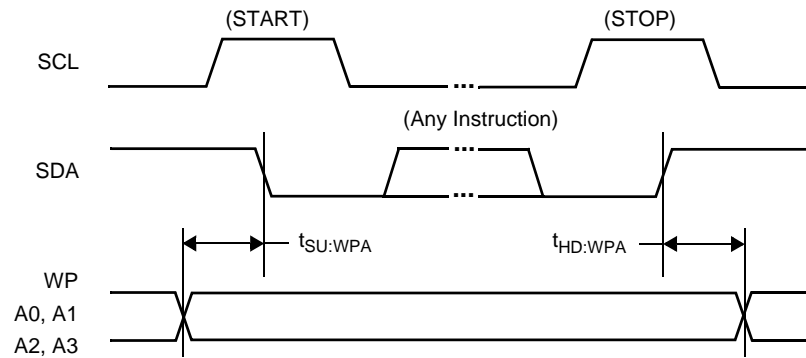 (START)
(STOP)
SCL
...
(Any Instruction)
SDA
...
...
tSU:WPA
tHD:WPA
WP
A0, A1
A2, A3